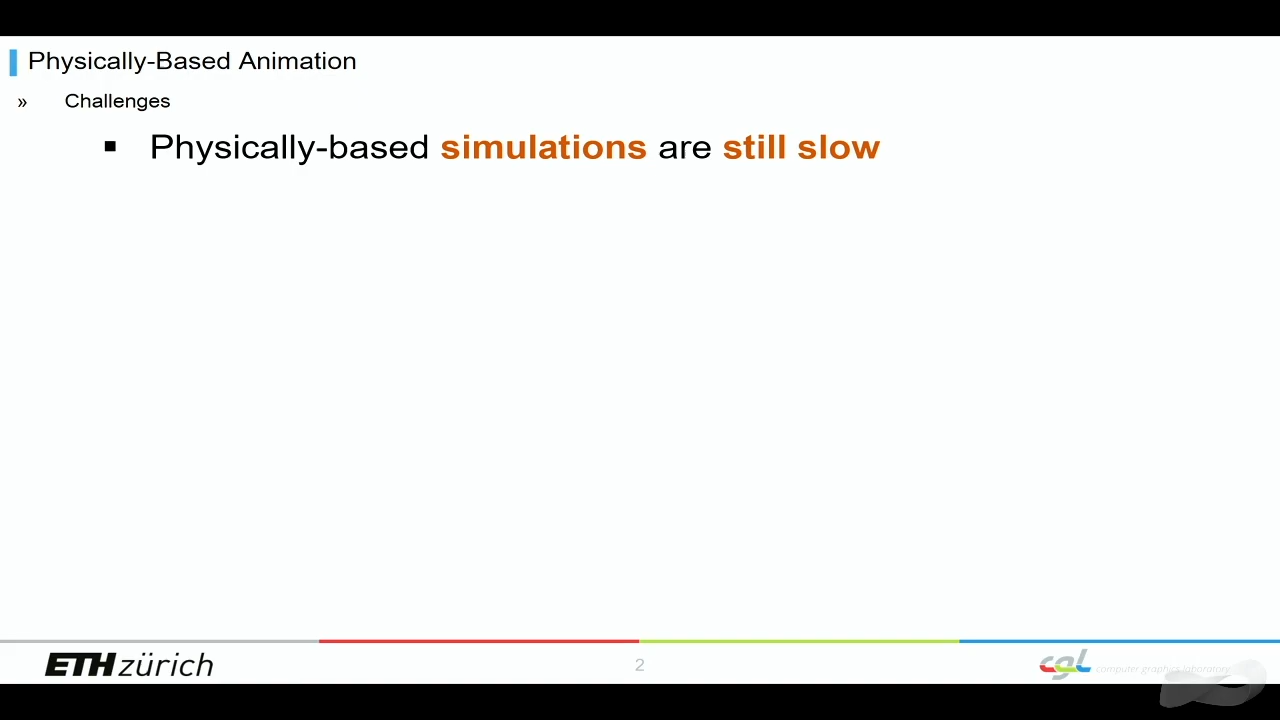 Physically-Based Animation
» Challenges
▪ Physically-based simulations are still slow
ETH zürich
2
cgl computer graphics laboratory